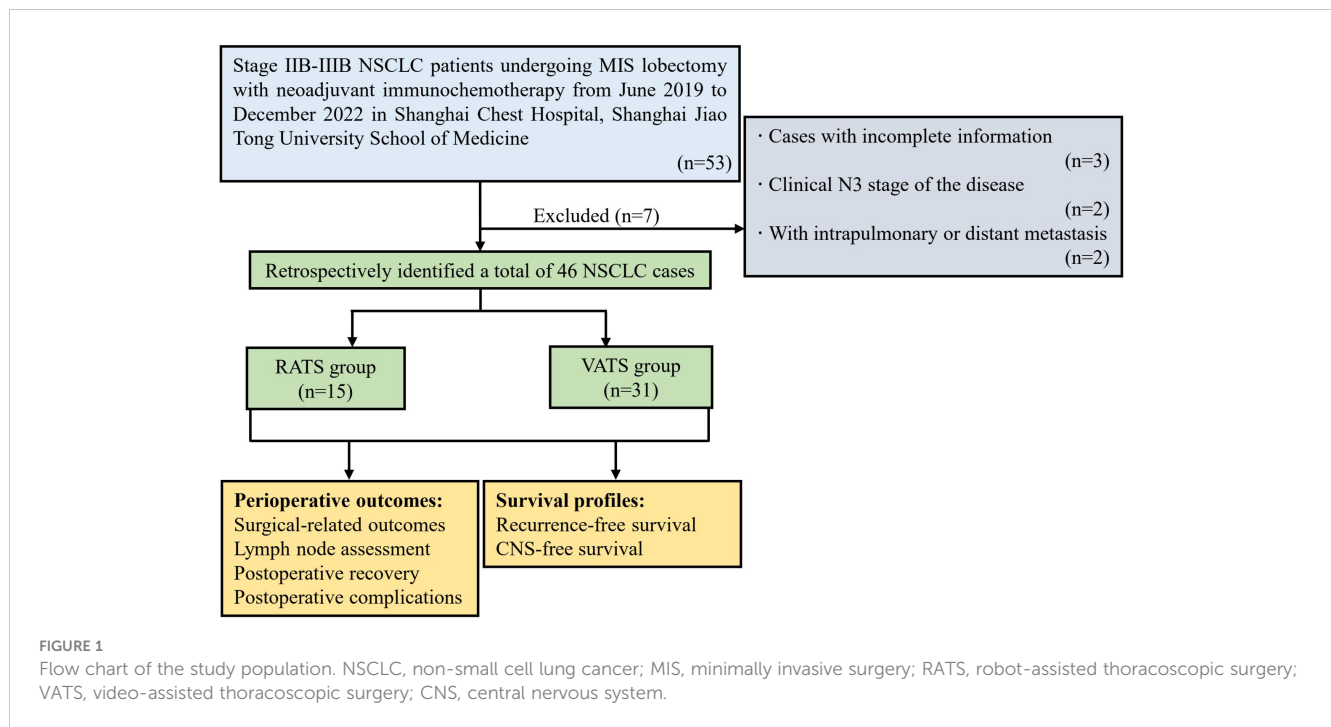 Stage IIB-IIIB NSCLC patients undergoing MIS lobectomy
with neoadjuvant immunochemotherapy from June 2019 to
December 2022 in Shanghai Chest Hospital, Shanghai Jiao
Tong University School of Medicine
(n=53)
· Cases with incomplete information
(n=3)
· Clinical N3 stage of the disease
(n=2)
· With intrapulmonary or distant metastasis
(n=2)
Excluded (n=7)
Retrospectively identified a total of 46 NSCLC cases
RATS group
(n=15)
VATS group
(n=31)
Perioperative outcomes:
Surgical-related outcomes
Lymph node assessment
Postoperative recovery
Postoperative complications
Survival profiles:
Recurrence-free survival
CNS-free survival
FIGURE 1
Flow chart of the study population. NSCLC, non-small cell lung cancer; MIS, minimally invasive surgery; RATS, robot-assisted thoracoscopic surgery;
VATS, video-assisted thoracoscopic surgery; CNS, central nervous system.